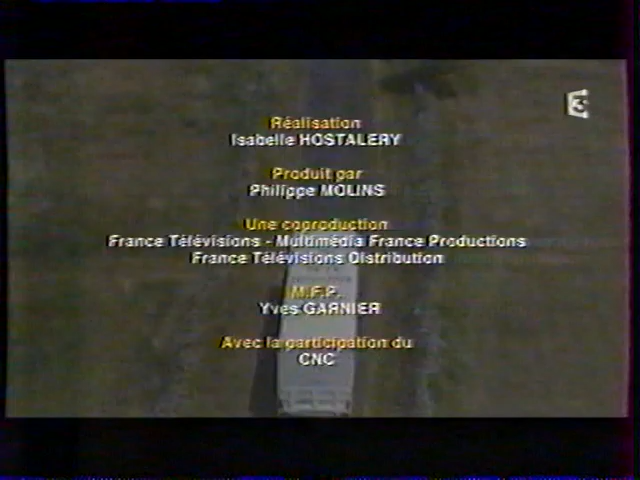 3
Réalisation
Isabelle HOSTALERY
Produit par
Philippe MOLINS
Une coproduction
France Télévisions - Multimédia France Productions
France Télévisions Distribution
M.F.P.
Yves GARNIER
Avec la participation du
CNC